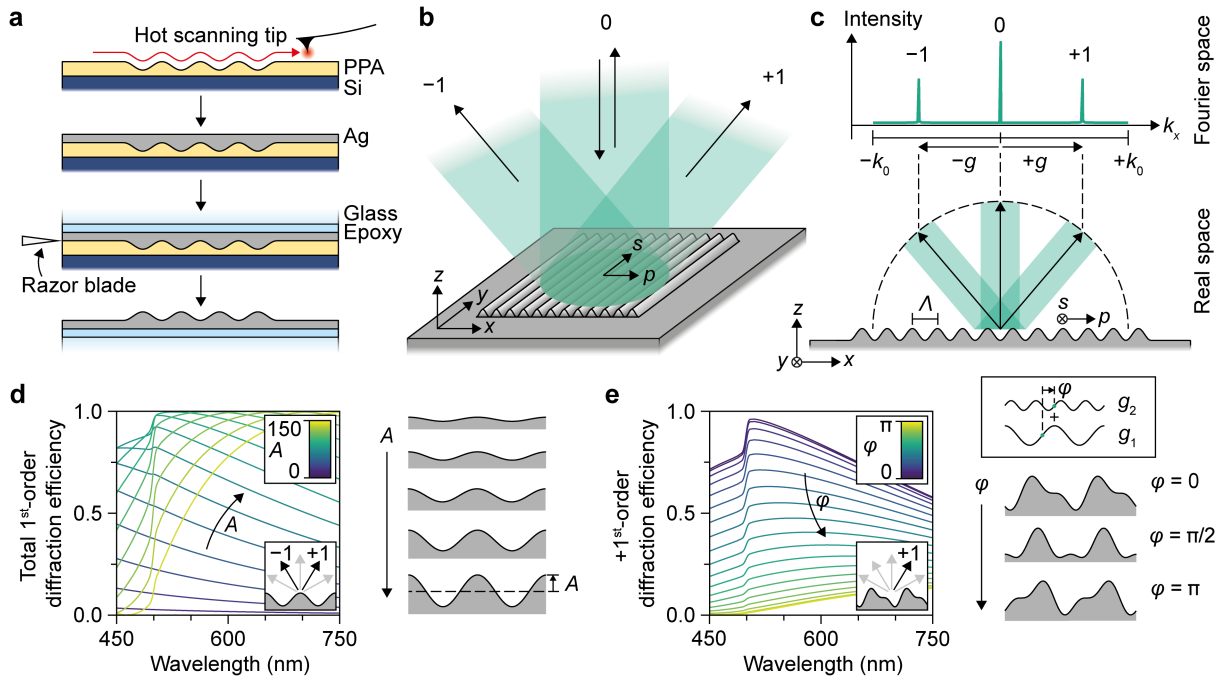 a
Hot scanning tip
PPA
Si
Ag
Glass
Epoxy
Razor blade
b
0
−1
+1
s
p
z
y
x
c
Intensity
0
−1
+1
kx
−k0
−g
+g
+k0
Fourier space
Real space
Λ
s
p
z
y
x
d
Total 1st-order
diffraction efficiency
1.0
0.5
0.0
150
A
0
A
−1
+1
450
600
750
Wavelength (nm)
A
A
e
+1st-order
diffraction efficiency
1.0
0.5
0.0
π
φ
0
φ
+1
450
600
750
Wavelength (nm)
φ
g2
+
g1
φ
φ = 0
φ = π/2
φ = π